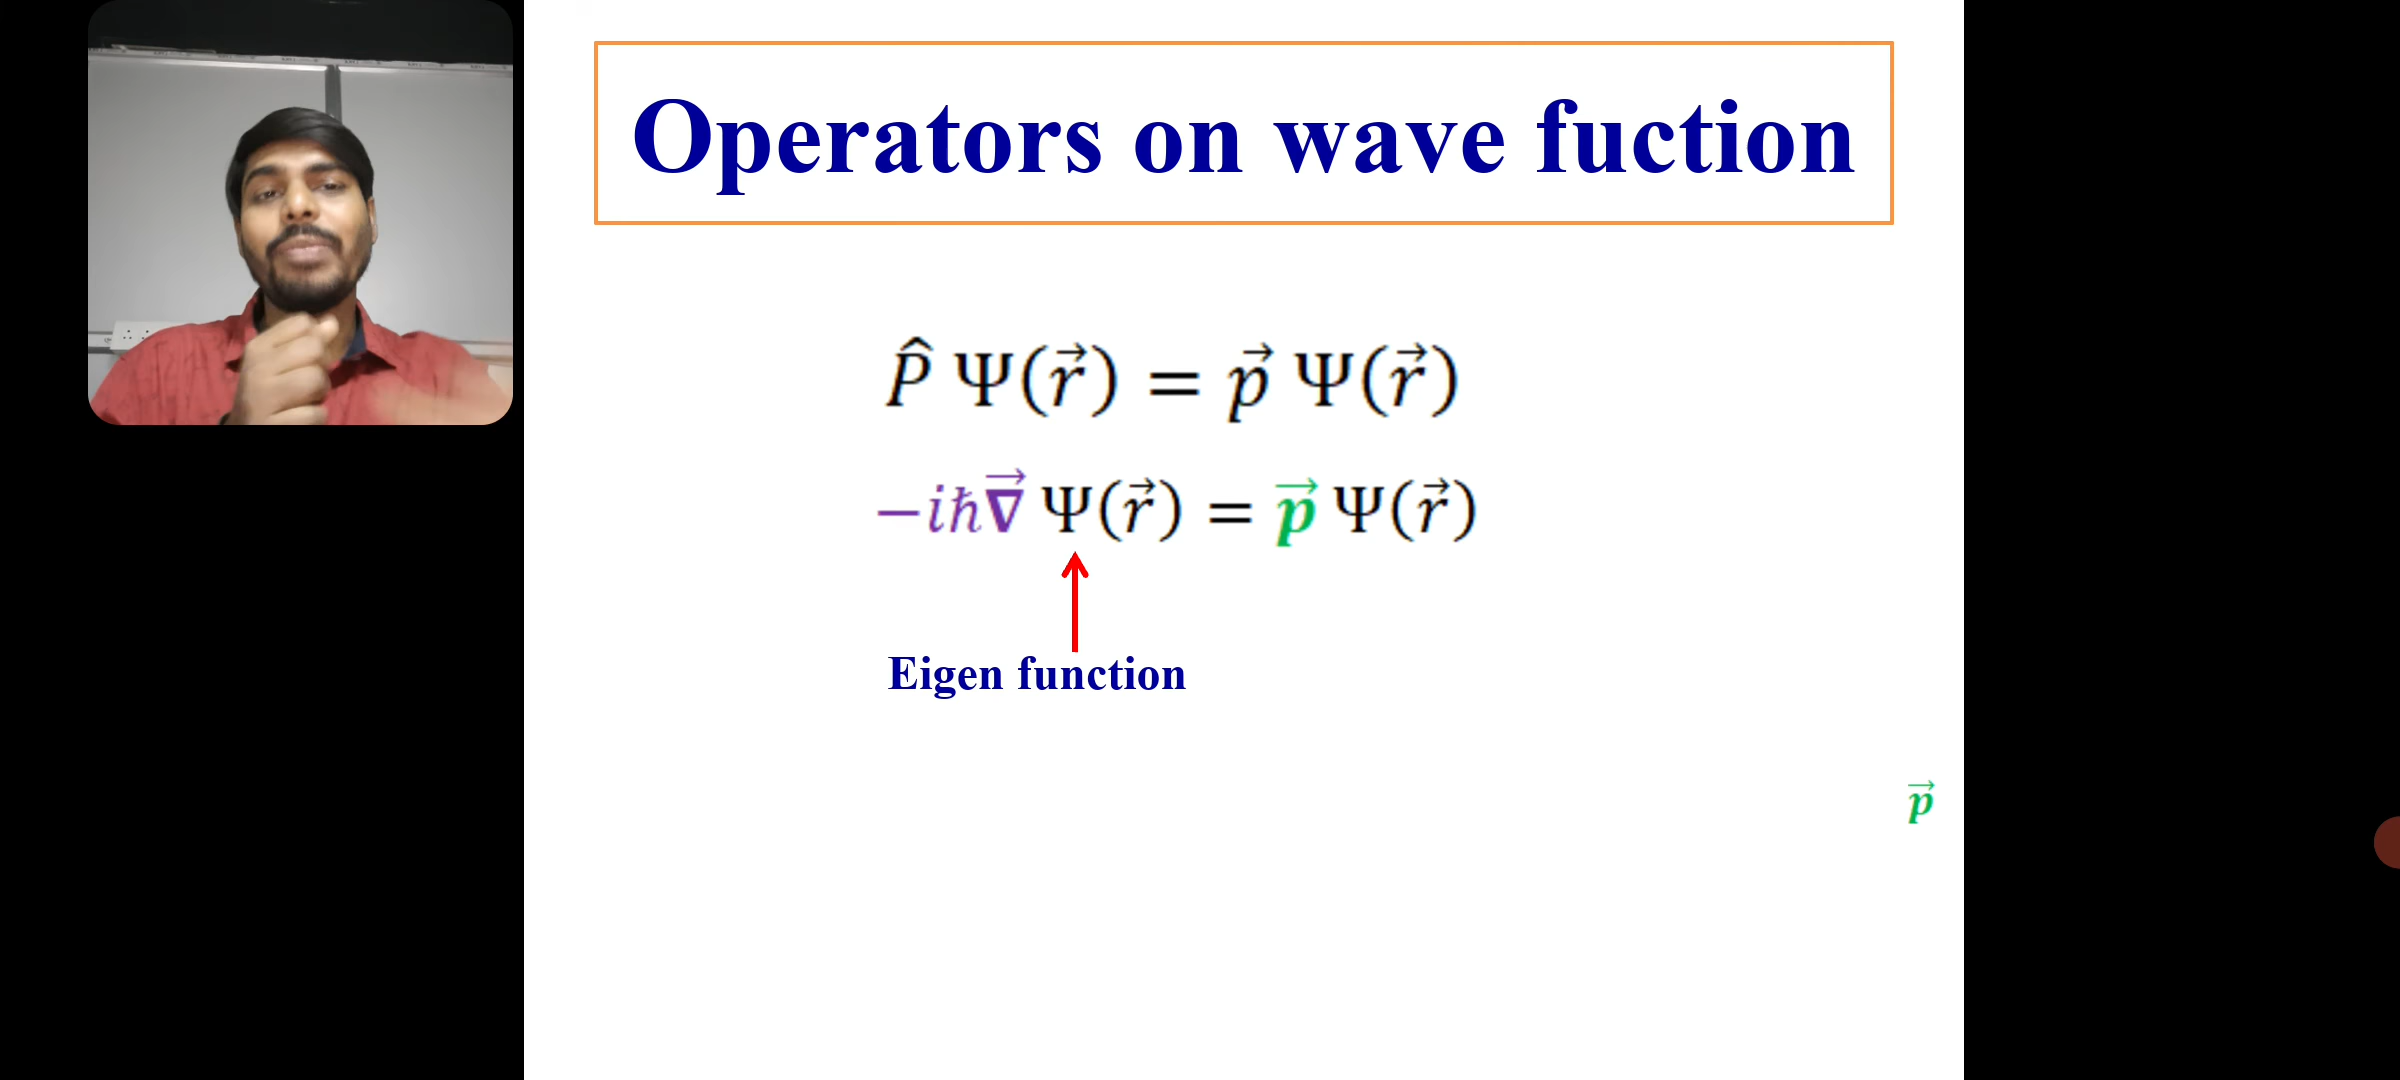 Operators on wave fuction
P̂ Ψ(r⃗) = p⃗ Ψ(r⃗)
−iħ∇⃗ Ψ(r⃗) = p⃗ Ψ(r⃗)
Eigen function
p⃗